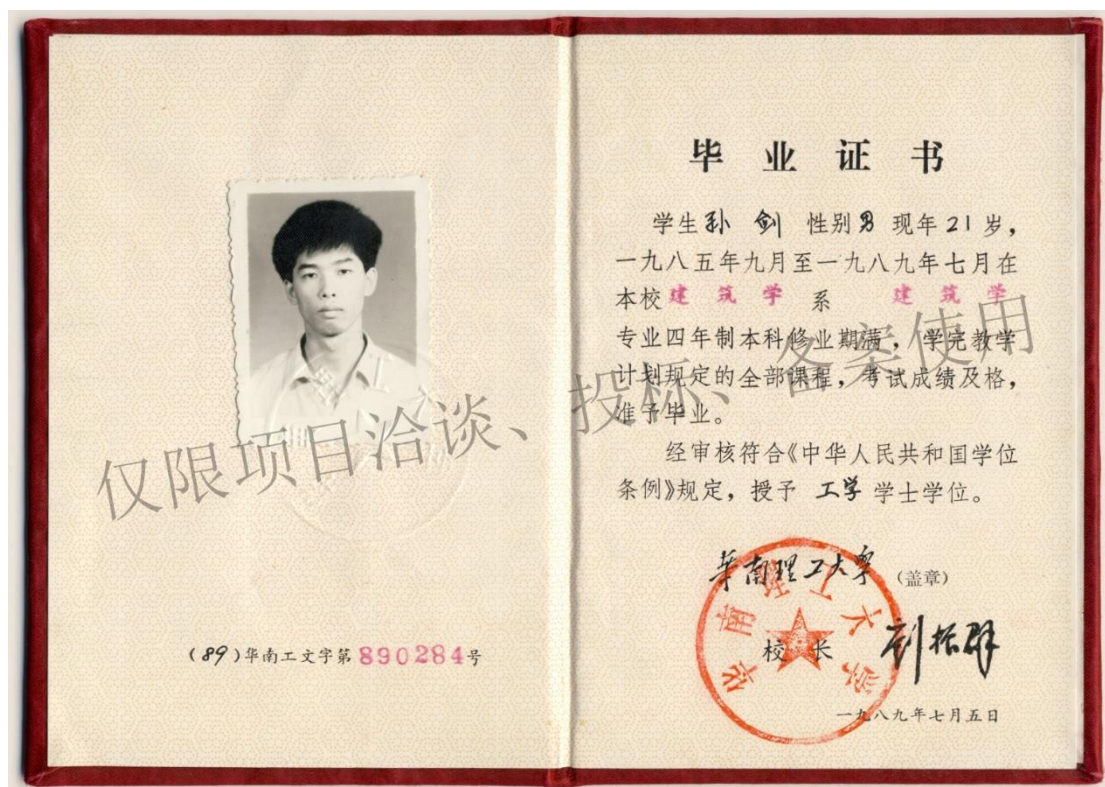 (89)华南工文字第890284号
毕业证书
学生孙 剑 性别男 现年21岁,
一九八五年九月至一九八九年七月在
本校建筑学系 建筑学
专业四年制本科修业期满,学完教学
计划规定的全部课程,考试成绩及格,
准予毕业。
经审核符合《中华人民共和国学位
条例》规定,授予 工学 学士学位。
华南理工大学 (盖章)
华南理工大学
校长 刘振群
一九八九年七月五日
仅限项目洽谈、投标、备案使用